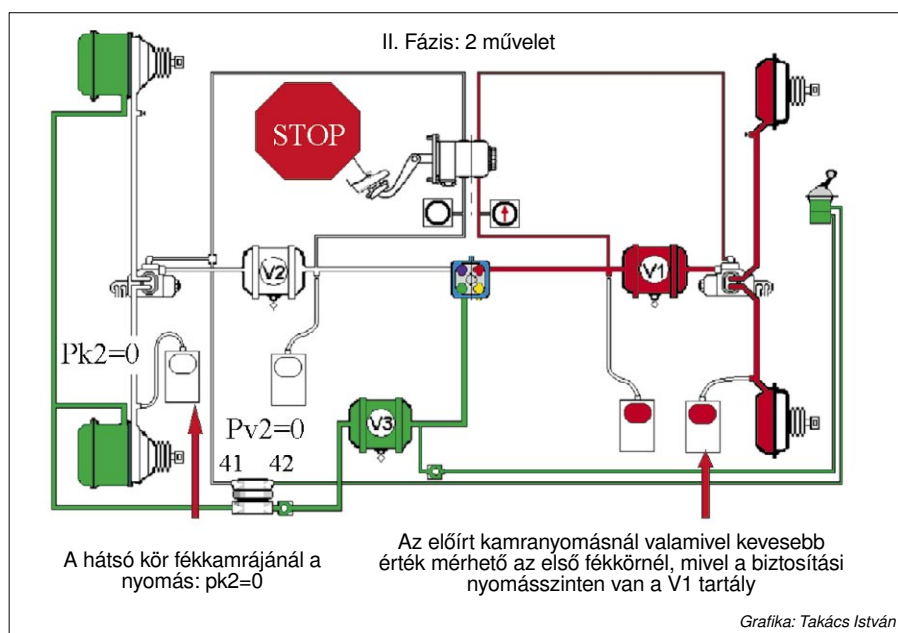 II. Fázis: 2 művelet
STOP
V2
V1
Pk2=0
Pv2=0
V3
41 42
A hátsó kör fékkamrájánál a
nyomás: pk2=0
Az előírt kamranyomásnál valamivel kevesebb
érték mérhető az első fékkörnél, mivel a biztosítási
nyomásszinten van a V1 tartály
Grafika: Takács István